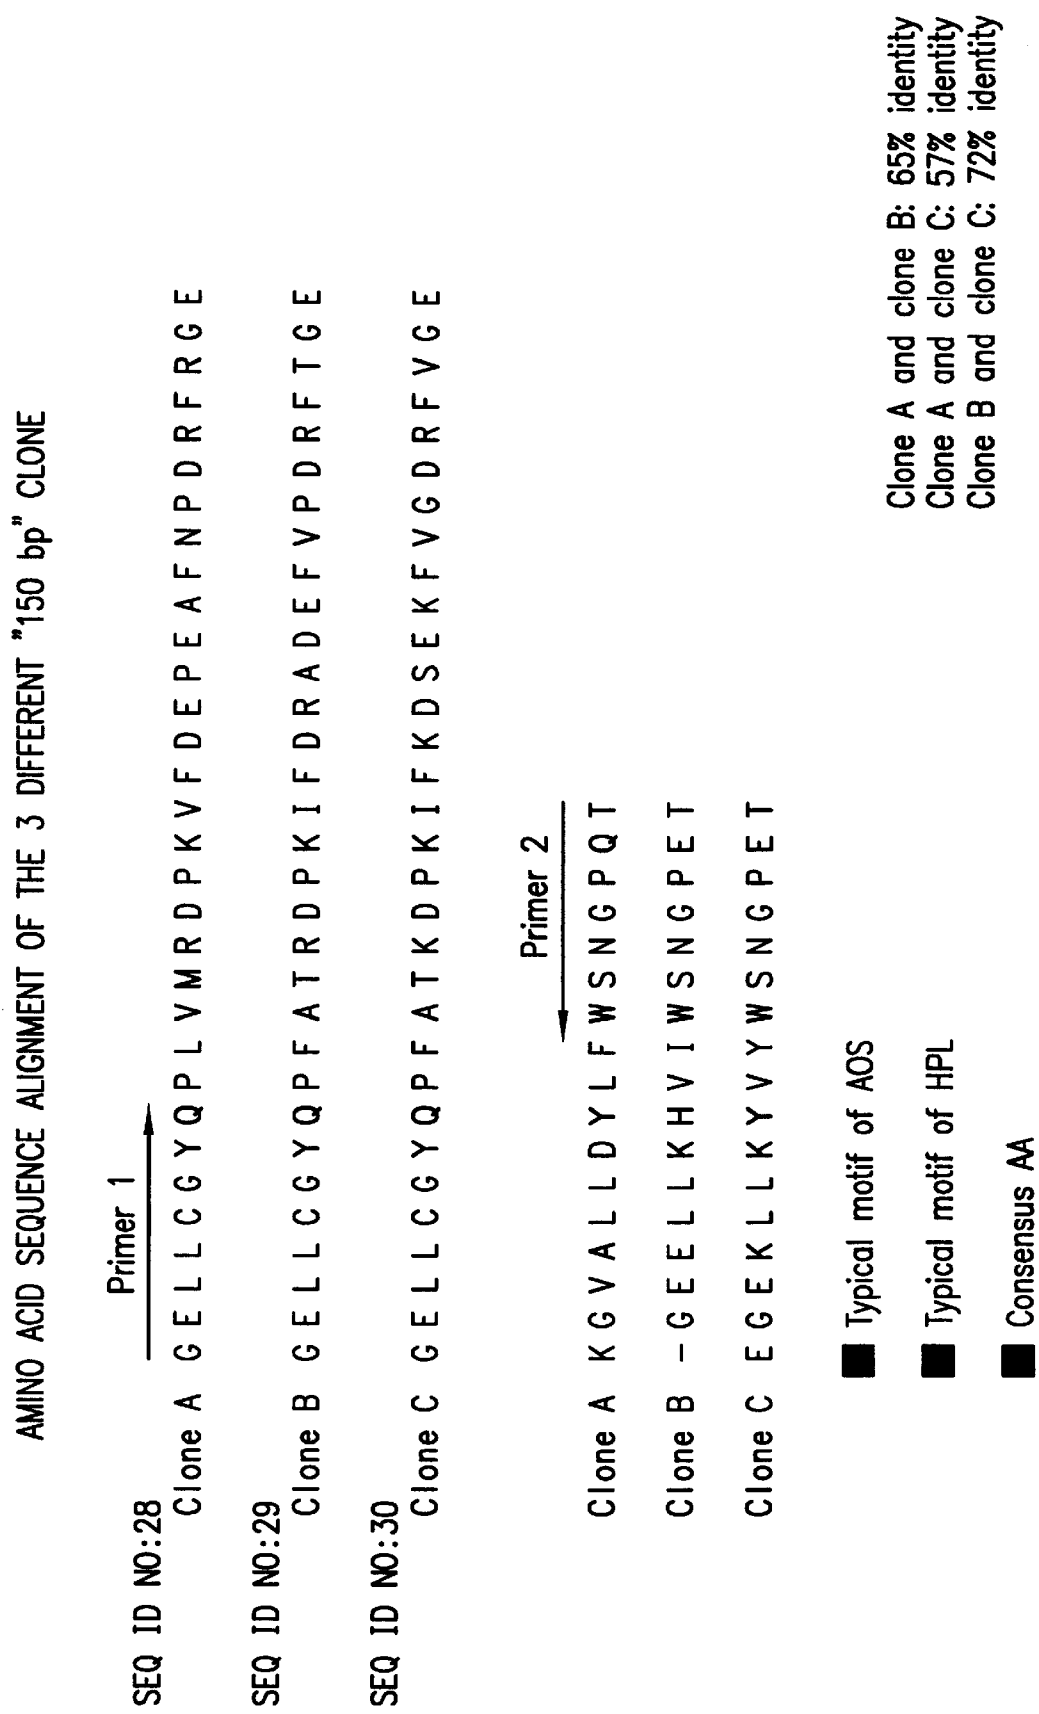 AMINO ACID SEQUENCE ALIGNMENT OF THE 3 DIFFERENT "150 bp" CLONE
Primer 1
SEQ ID NO:28
Clone A G E L L C G Y Q P L V M R D P K V F D E P E A F N P D R F R G E
SEQ ID NO:29
Clone B G E L L C G Y Q P F A T R D P K I F D R A D E F V P D R F T G E
SEQ ID NO:30
Clone C G E L L C G Y Q P F A T K D P K I F K D S E K F V G D R F V G E
Primer 2
Clone A K G V A L L D Y L F W S N G P Q T
Clone B – G E E L L K H V I W S N G P E T
Clone C E G E K L L K Y V Y W S N G P E T
Typical motif of AOS
Typical motif of HPL
Consensus AA
Clone A and clone B: 65% identity
Clone A and clone C: 57% identity
Clone B and clone C: 72% identity